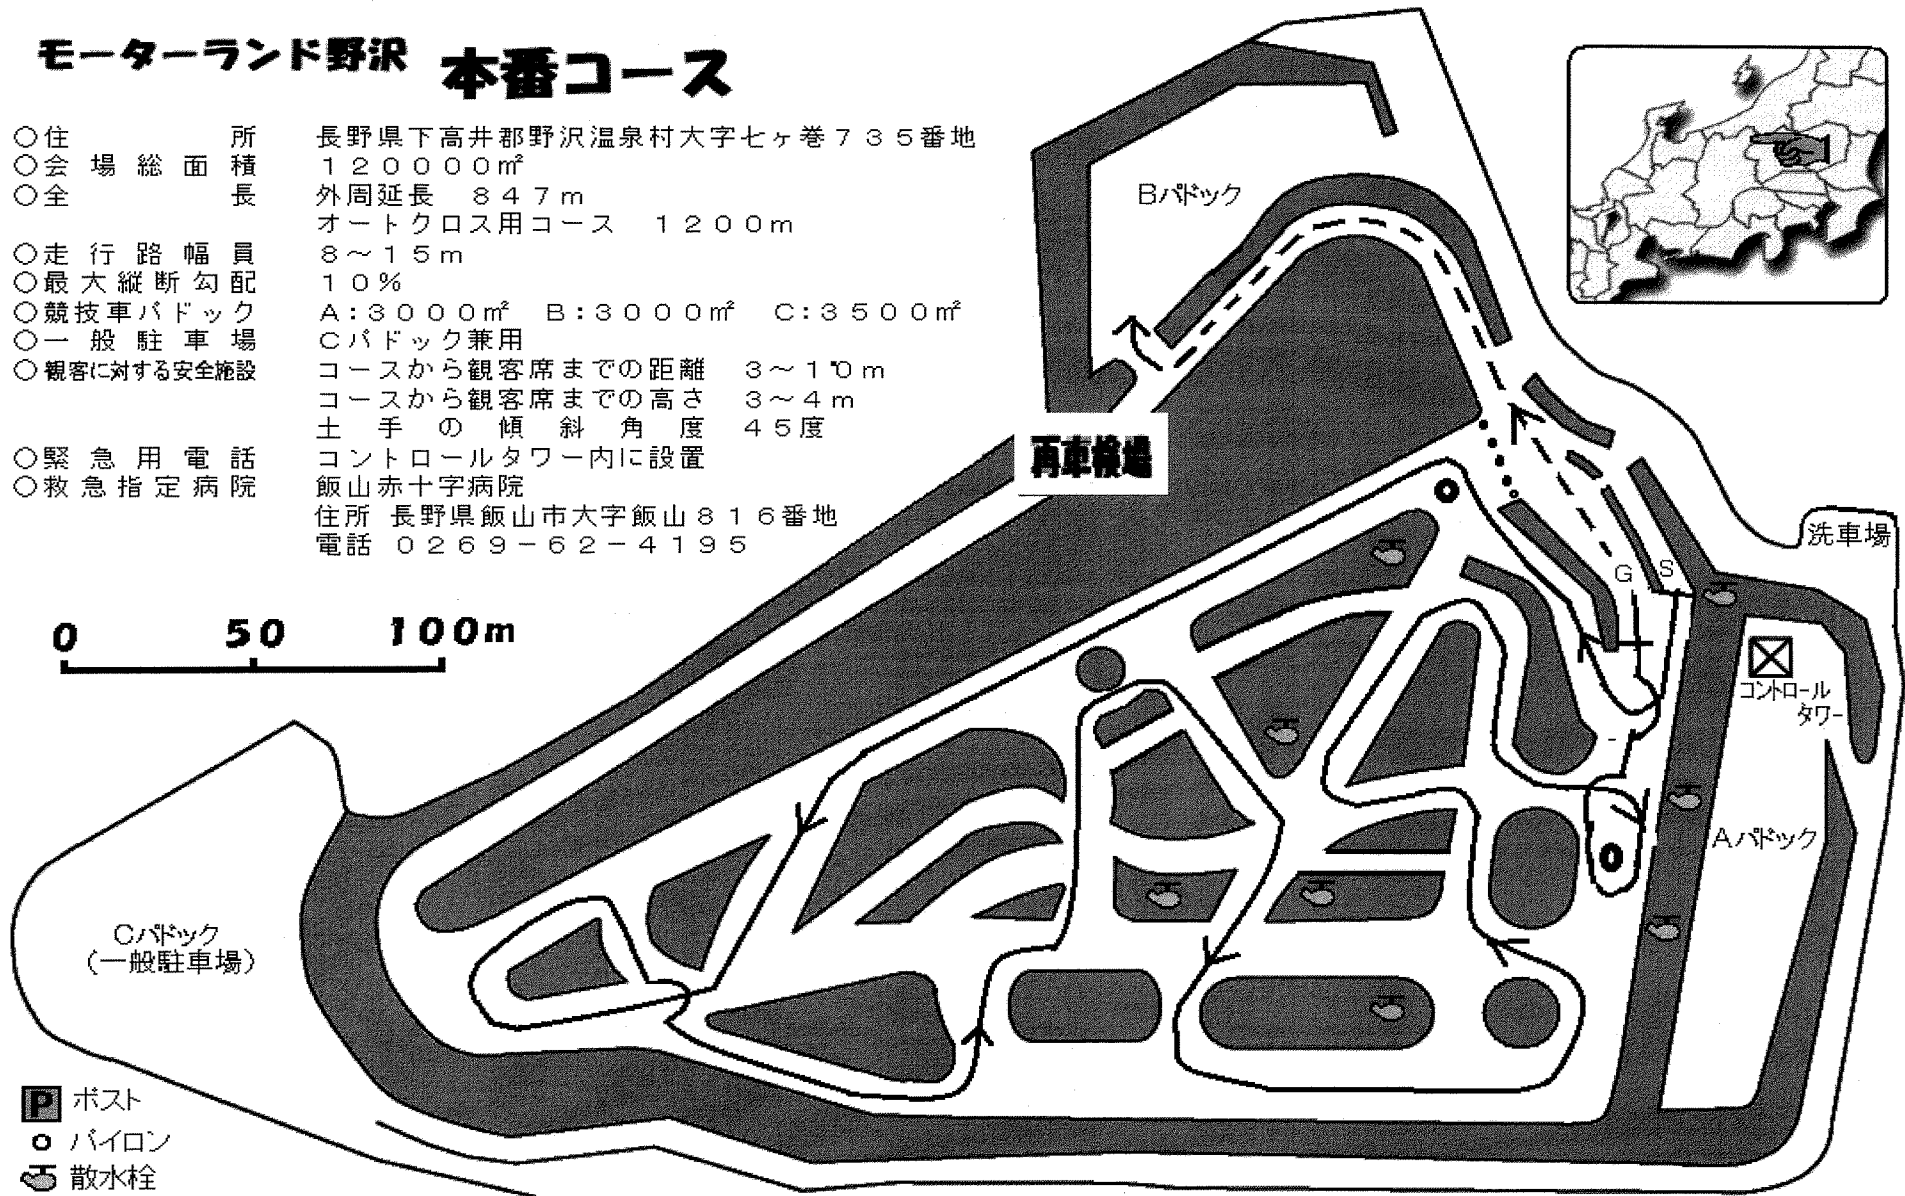 モーターランド野沢 本番コース
○住所 長野県下高井郡野沢温泉村大字七ヶ巻７３５番地
○会場総面積 １２００００㎡
○全長 外周延長 ８４７ｍ
オートクロス用コース １２００ｍ
○走行路幅員 ８～１５ｍ
○最大縦断勾配 １０％
○競技車パドック Ａ：３０００㎡ Ｂ：３０００㎡ Ｃ：３５００㎡
○一般駐車場 Ｃパドック兼用
○観客に対する安全施設 コースから観客席までの距離 ３～１０ｍ
コースから観客席までの高さ ３～４ｍ
土手の傾斜角度 ４５度
○緊急用電話 コントロールタワー内に設置
○救急指定病院 飯山赤十字病院
住所 長野県飯山市大字飯山８１６番地
電話 ０２６９－６２－４１９５
0 50 100m
Bパドック
再車検場
洗車場
G S
コントロール
タワー
Aパドック
Cパドック
（一般駐車場）
P ポスト
パイロン
散水栓